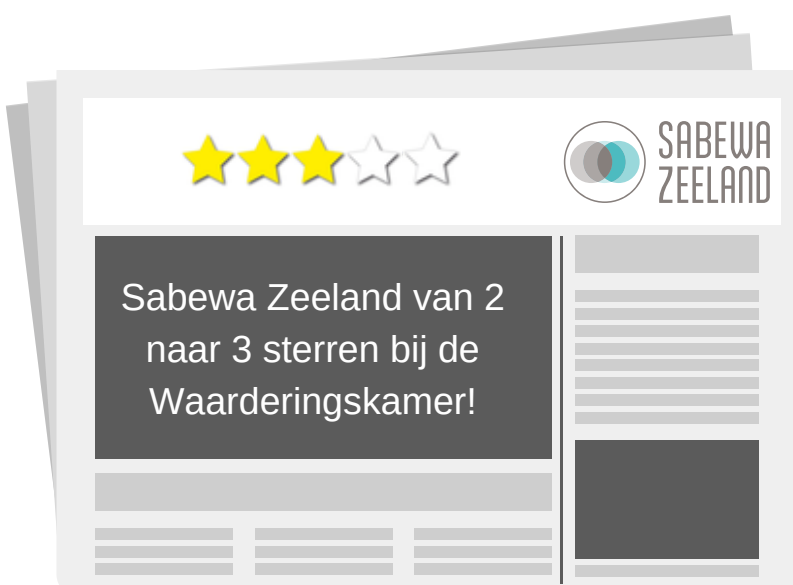 SABEWA
ZEELAND
Sabewa Zeeland van 2
naar 3 sterren bij de
Waarderingskamer!